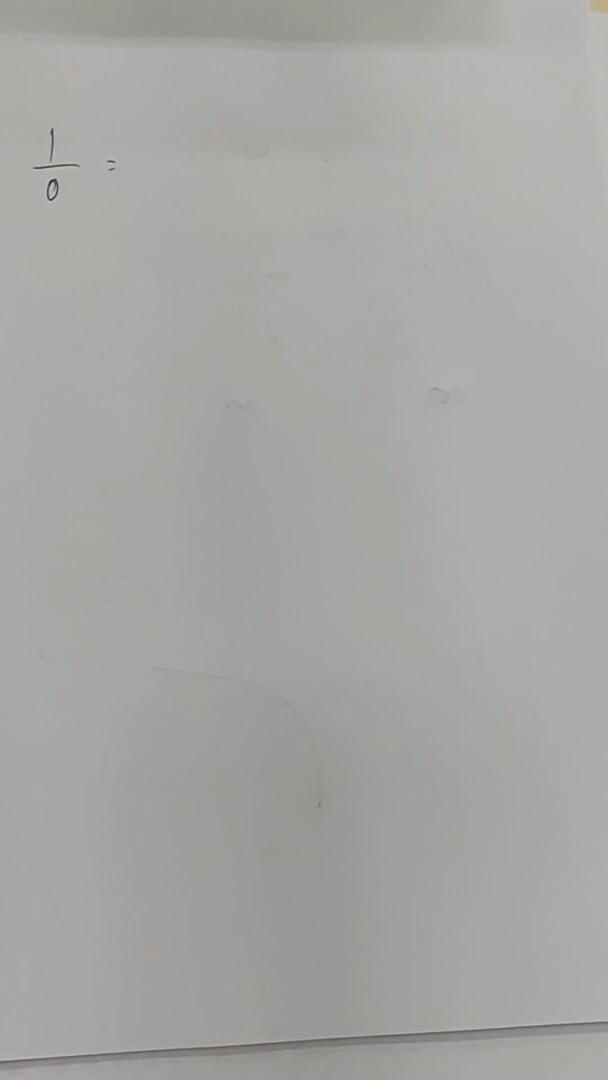 1/0 =